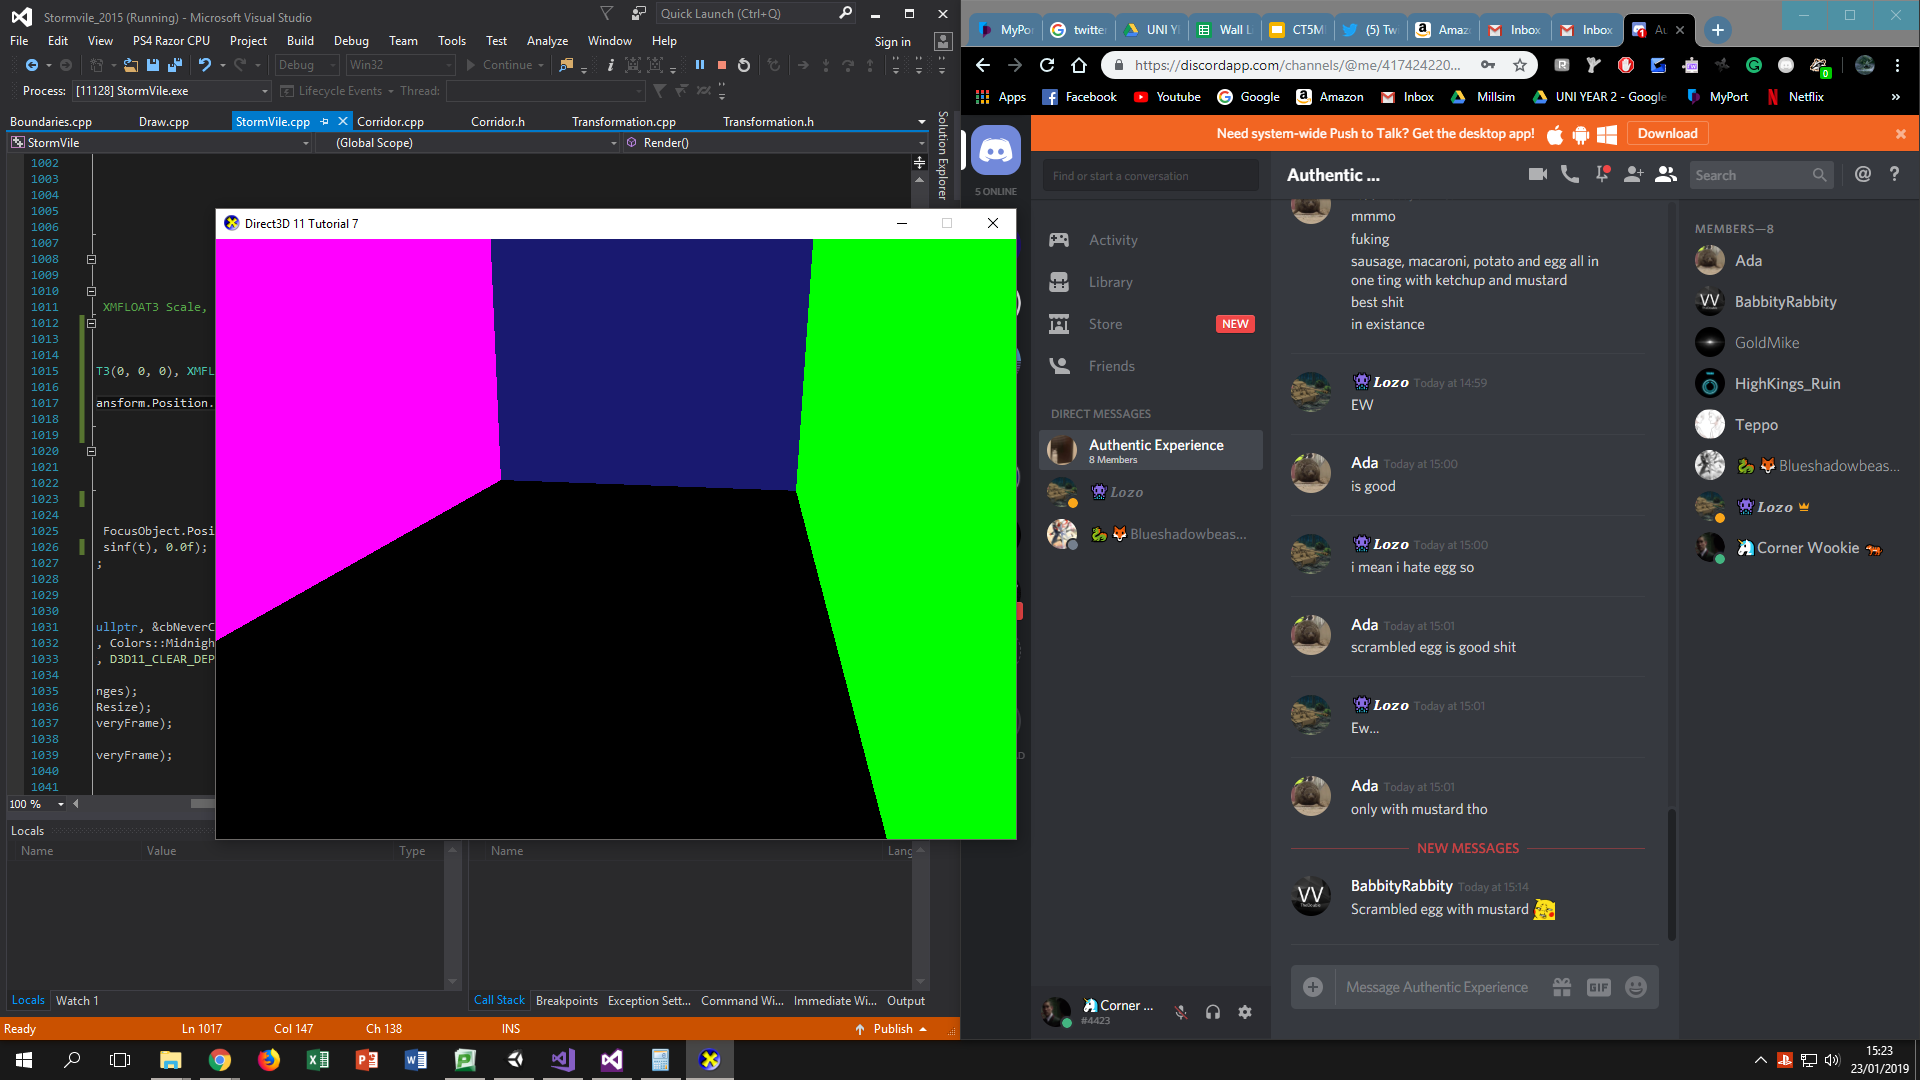 Stormvile_2015 (Running) - Microsoft Visual Studio
Quick Launch (Ctrl+Q)
File Edit View PS4 Razor CPU Project Build Debug Team Tools Test Analyze Window Help
Sign in
Debug Win32 Continue
Process: [11128] StormVile.exe Lifecycle Events Thread:
Boundaries.cpp Draw.cpp StormVile.cpp Corridor.cpp Corridor.h Transformation.cpp Transformation.h
StormVile (Global Scope) Render()
Solution Explorer
1002
1003
1004
1005
1006
1007
1008
1009
1010
1011 XMFLOAT3 Scale,
1012
1013
1014
1015 T3(0, 0, 0), XMFL
1016
1017 ansform.Position.
1018
1019
1020
1021
1022
1023
1024
1025 FocusObject.Posi
1026 sinf(t), 0.0f);
1027 ;
1028
1029
1030
1031 ullptr, &cbNeverC
1032 , Colors::Midnigh
1033 , D3D11_CLEAR_DEP
1034
1035 nges);
1036 Resize);
1037 veryFrame);
1038
1039 veryFrame);
1040
1041
100 %
Direct3D 11 Tutorial 7
Locals
Name Value Type
Name Lang
Locals Watch 1
Call Stack Breakpoints Exception Sett... Command Wi... Immediate Wi... Output
Ready Ln 1017 Col 147 Ch 138 INS Publish
MyPor twitte UNI YE Wall L CT5M (5) Tw Amaz Inbox Inbox
https://discordapp.com/channels/@me/417424220...
Apps Facebook Youtube Google Amazon Inbox Millsim UNI YEAR 2 - Google MyPort Netflix
Need system-wide Push to Talk? Get the desktop app! Download
5 ONLINE
Find or start a conversation
Activity
Library
Store NEW
Friends
DIRECT MESSAGES
Authentic Experience
8 Members
Lozo
Blueshadowbeas...
Corner ...
#4423
Authentic ...
Search
mmmo
fuking
sausage, macaroni, potato and egg all in
one ting with ketchup and mustard
best shit
in existance
Lozo Today at 14:59
EW
Ada Today at 15:00
is good
Lozo Today at 15:00
i mean i hate egg so
Ada Today at 15:01
scrambled egg is good shit
Lozo Today at 15:01
Ew...
Ada Today at 15:01
only with mustard tho
NEW MESSAGES
BabbityRabbity Today at 15:14
Scrambled egg with mustard
Message Authentic Experience
GIF
MEMBERS—8
Ada
BabbityRabbity
GoldMike
HighKings_Ruin
Teppo
Blueshadowbeas...
Lozo
Corner Wookie
15:23
23/01/2019